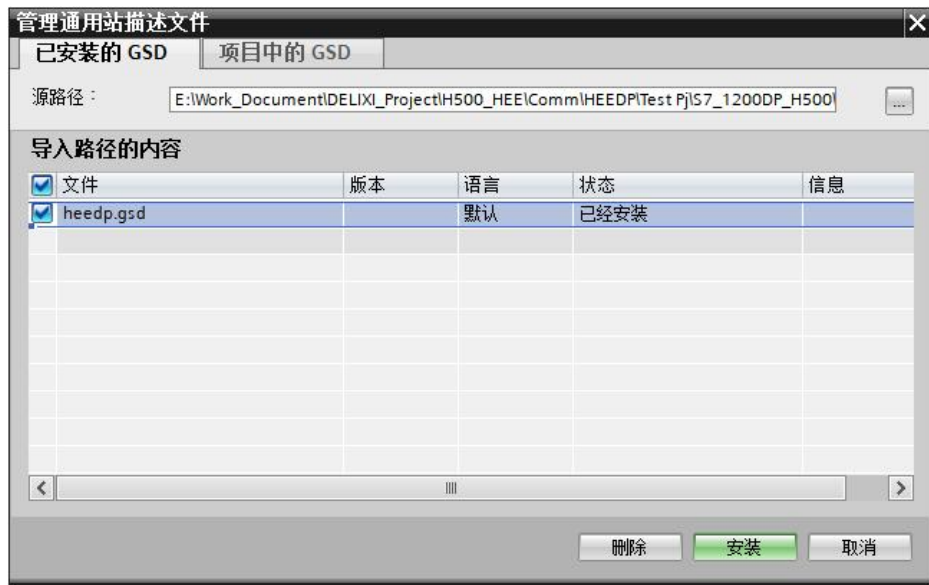 管理通用站描述文件
已安装的 GSD 项目中的 GSD
源路径： E:\Work_Document\DELIXI_Project\H500_HEE\Comm\HEEDP\Test Pj\S7_1200DP_H500\ ...
导入路径的内容
文件 版本 语言 状态 信息
heedp.gsd 默认 已经安装
删除 安装 取消